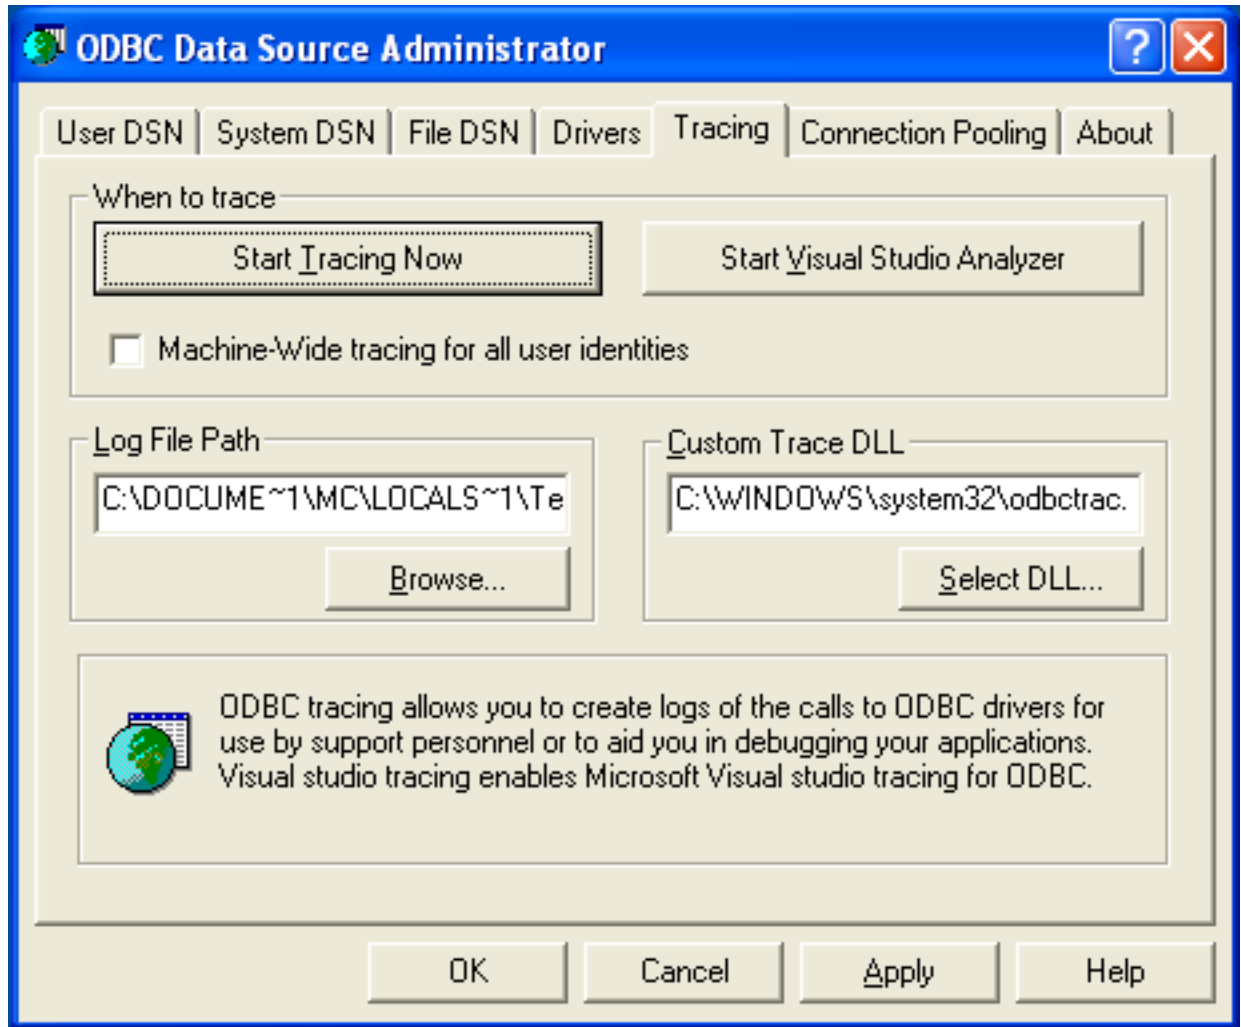 ODBC Data Source Administrator
?
User DSN System DSN File DSN Drivers Tracing Connection Pooling About
When to trace
Start Tracing Now Start Visual Studio Analyzer
Machine-Wide tracing for all user identities
Log File Path Custom Trace DLL
C:\DOCUME~1\MC\LOCALS~1\Te C:\WINDOWS\system32\odbctrac.
Browse... Select DLL...
ODBC tracing allows you to create logs of the calls to ODBC drivers for
use by support personnel or to aid you in debugging your applications.
Visual studio tracing enables Microsoft Visual studio tracing for ODBC.
OK Cancel Apply Help